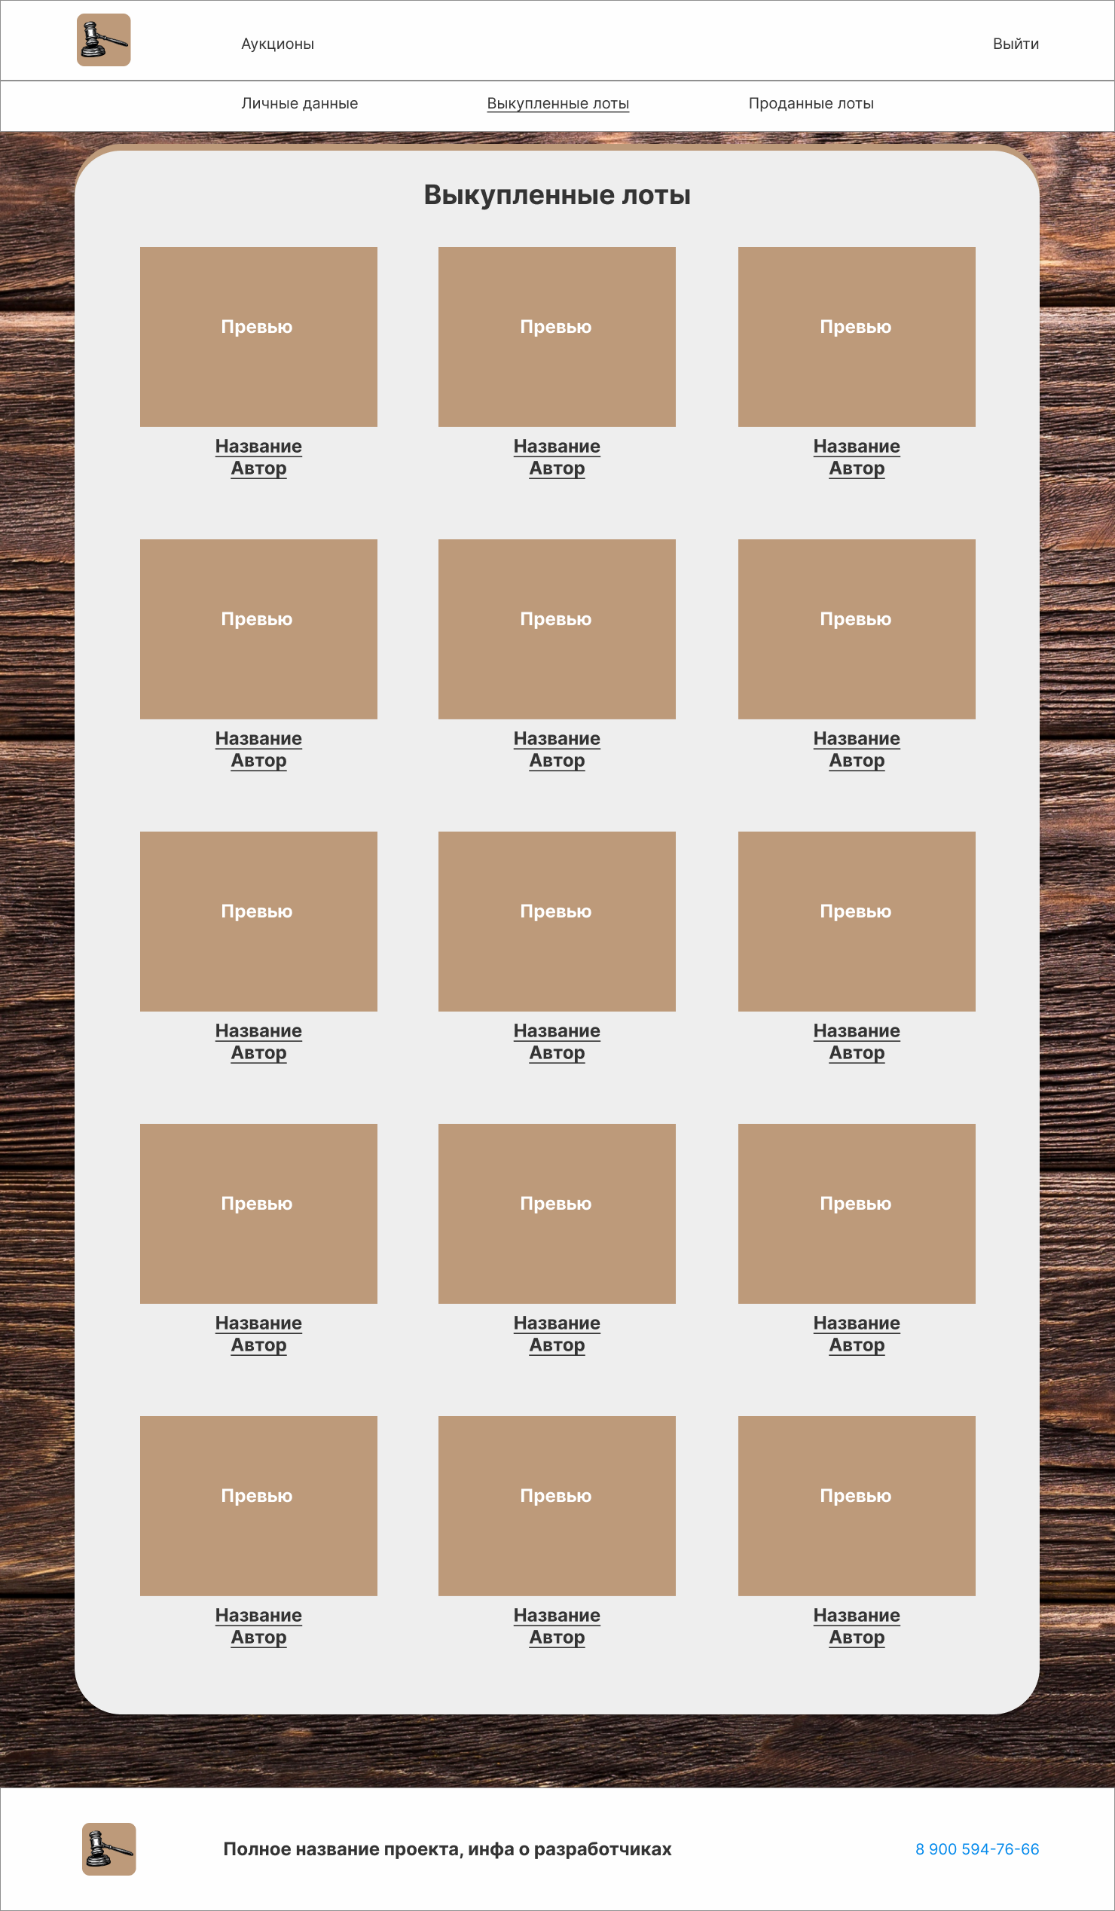 Аукционы
Выйти
Личные данные
Выкупленные лоты
Проданные лоты
Выкупленные лоты
Превью
Превью
Превью
Название
Автор
Название
Автор
Название
Автор
Превью
Превью
Превью
Название
Автор
Название
Автор
Название
Автор
Превью
Превью
Превью
Название
Автор
Название
Автор
Название
Автор
Превью
Превью
Превью
Название
Автор
Название
Автор
Название
Автор
Превью
Превью
Превью
Название
Автор
Название
Автор
Название
Автор
Полное название проекта, инфа о разработчиках
8 900 594-76-66